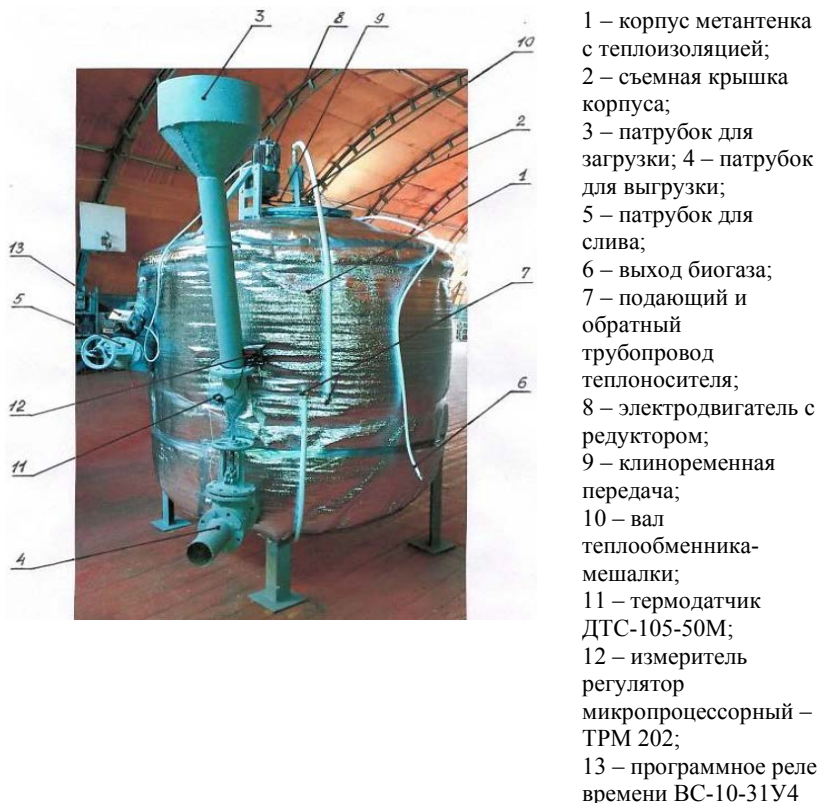 3
8
9
10
2
1
13
5
7
12
6
11
4
1 – корпус метантенка
с теплоизоляцией;
2 – съемная крышка
корпуса;
3 – патрубок для
загрузки; 4 – патрубок
для выгрузки;
5 – патрубок для
слива;
6 – выход биогаза;
7 – подающий и
обратный
трубопровод
теплоносителя;
8 – электродвигатель с
редуктором;
9 – клиноременная
передача;
10 – вал
теплообменника-
мешалки;
11 – термодатчик
ДТС-105-50М;
12 – измеритель
регулятор
микропроцессорный –
ТРМ 202;
13 – программное реле
времени ВС-10-31У4